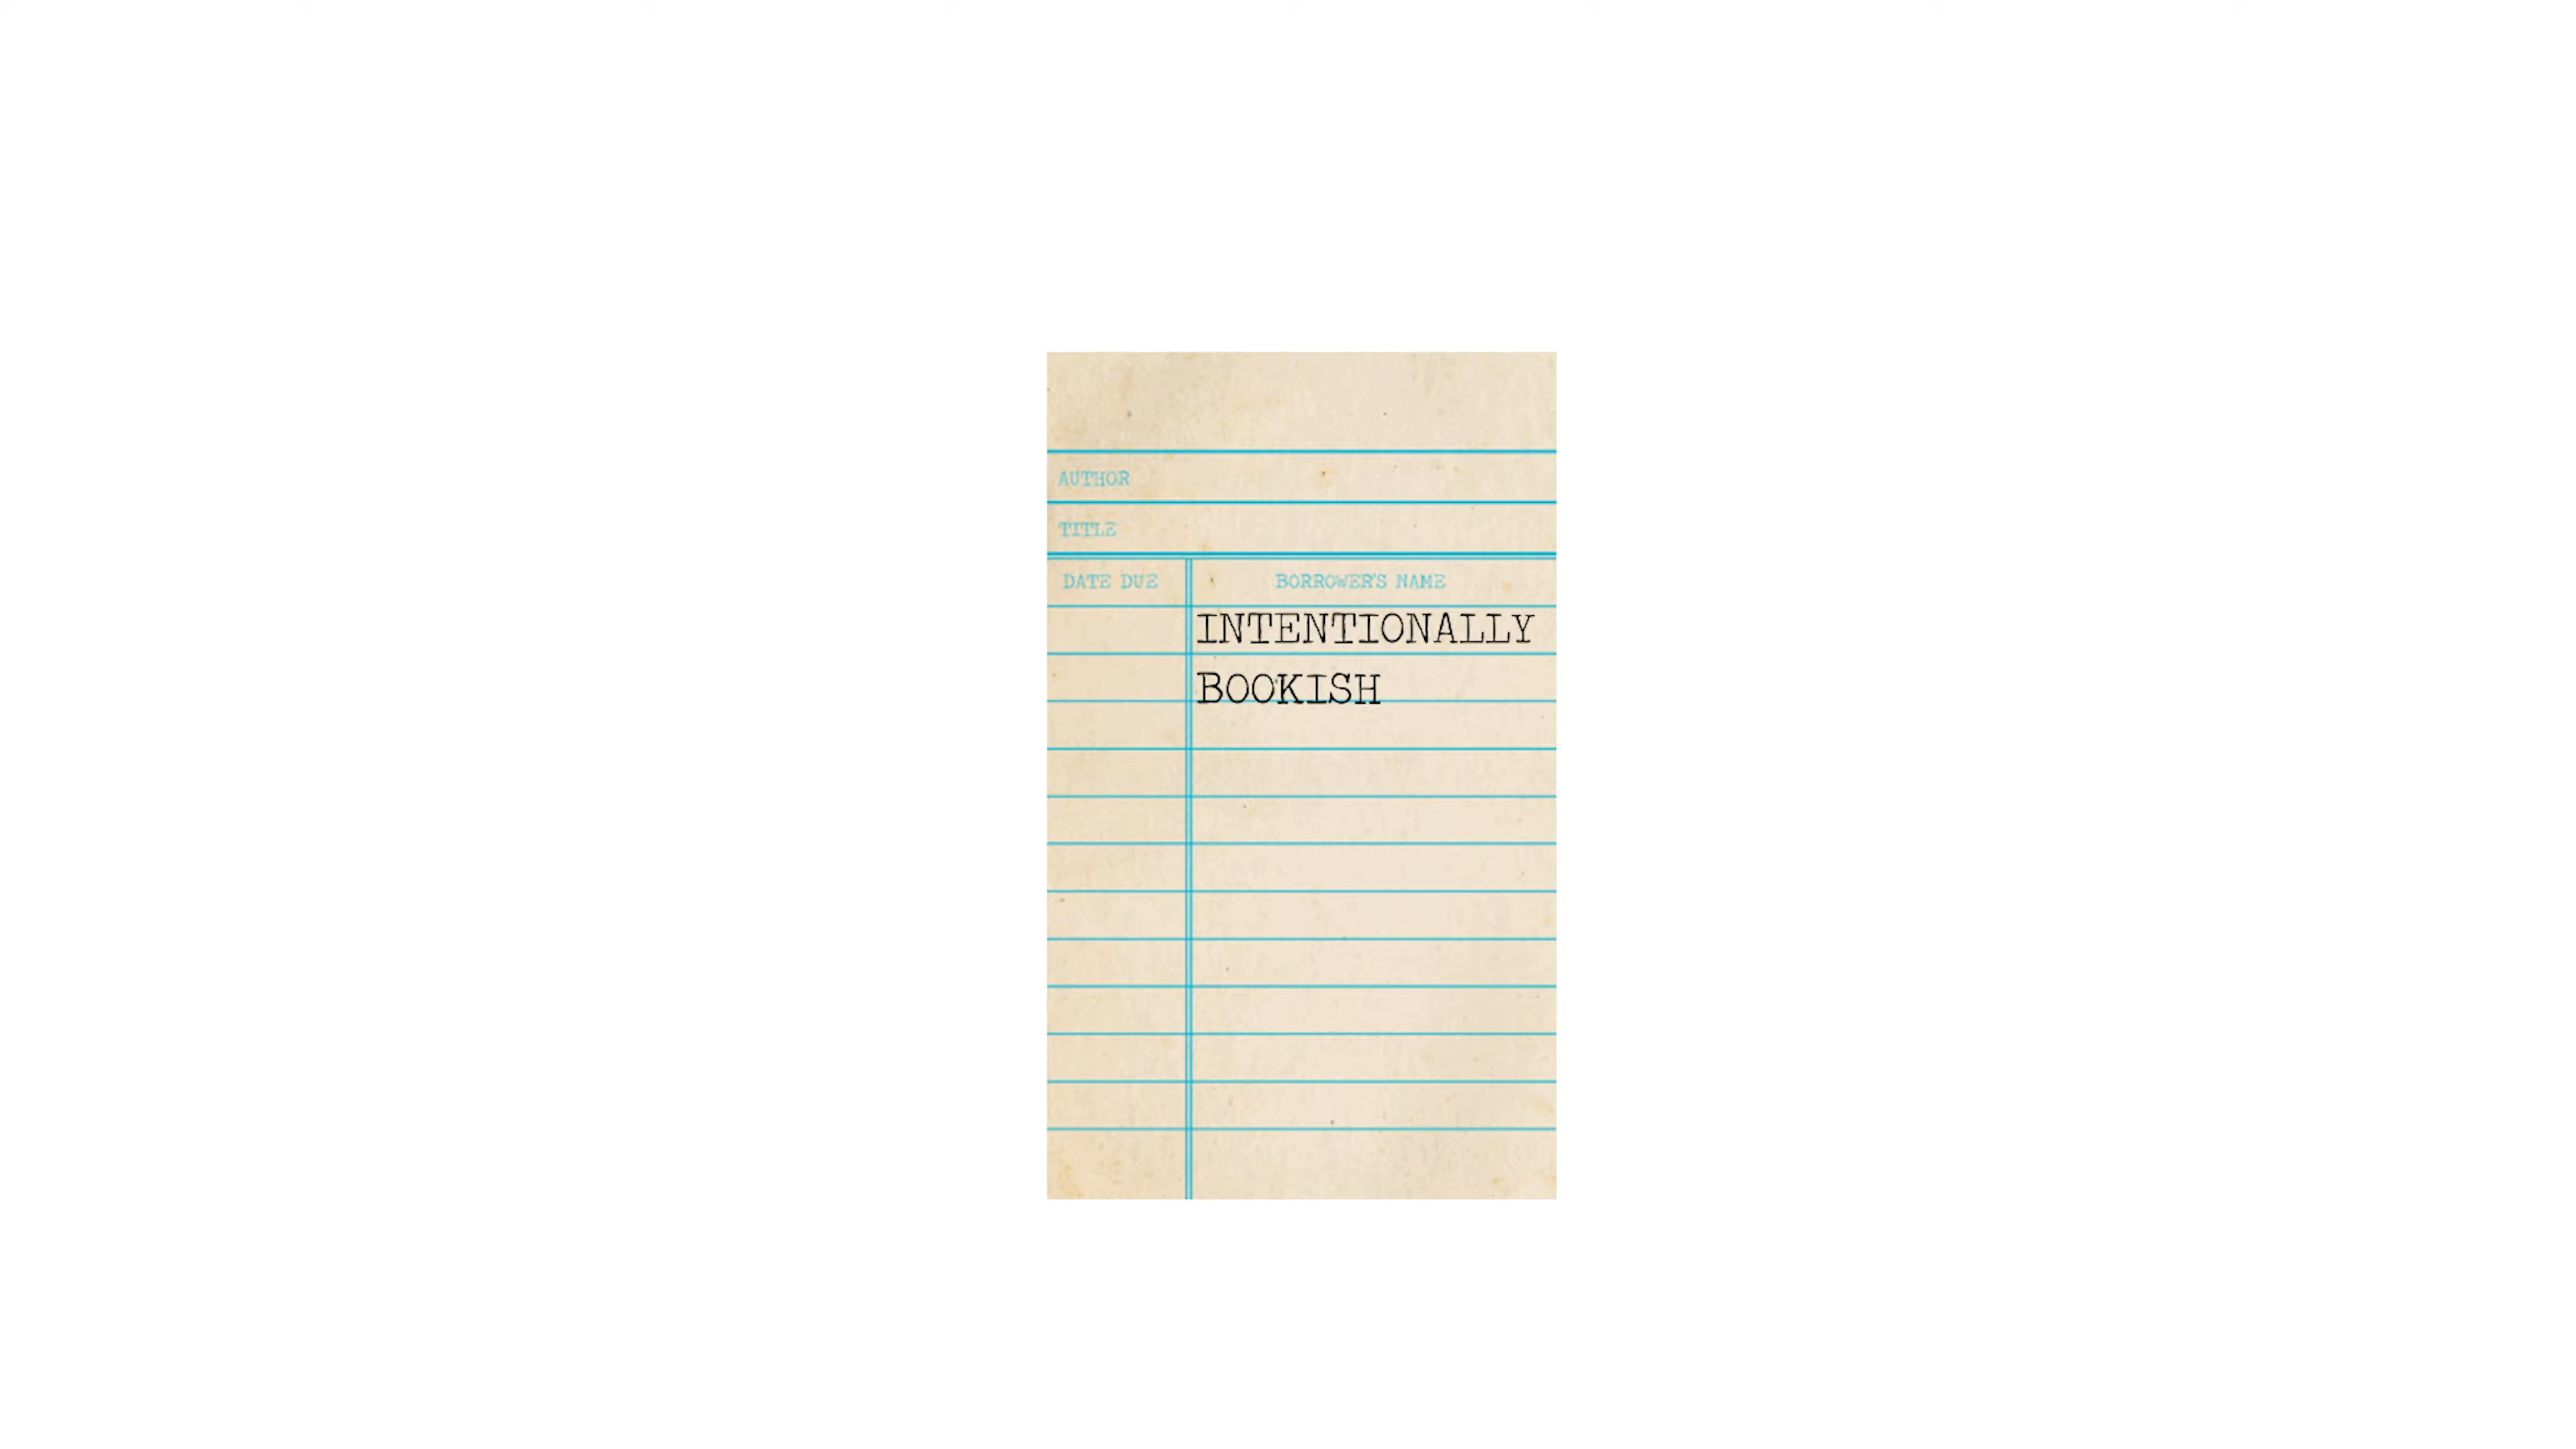 AUTHOR
TITLE
DATE DUE BORROWER'S NAME
INTENTIONALLY
BOOKISH